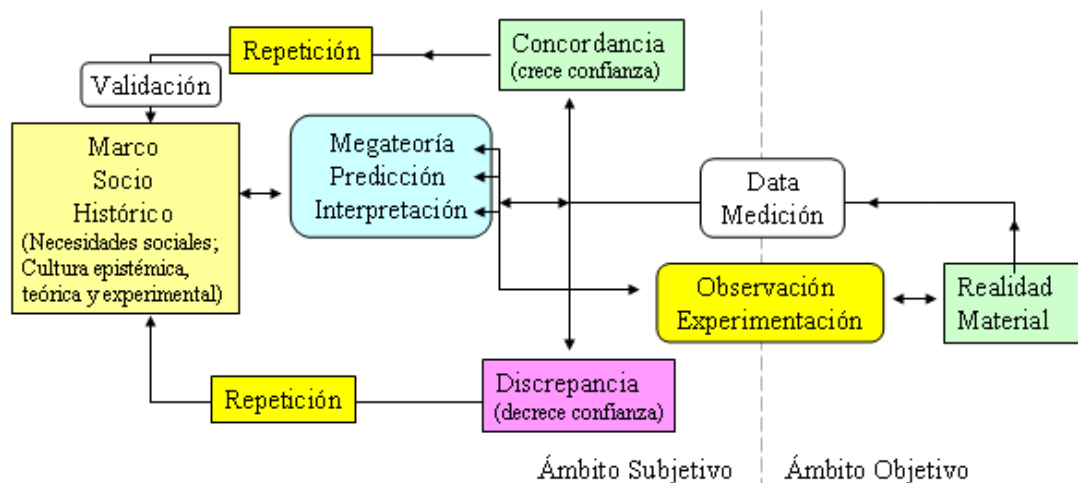 Repetición
Concordancia
(crece confianza)
Validación
Marco
Socio
Histórico
(Necesidades sociales;
Cultura epistémica,
teórica y experimental)
Megateoría
Predicción
Interpretación
Data
Medición
Observación
Experimentación
Realidad
Material
Repetición
Discrepancia
(decrece confianza)
Ámbito Subjetivo
Ámbito Objetivo